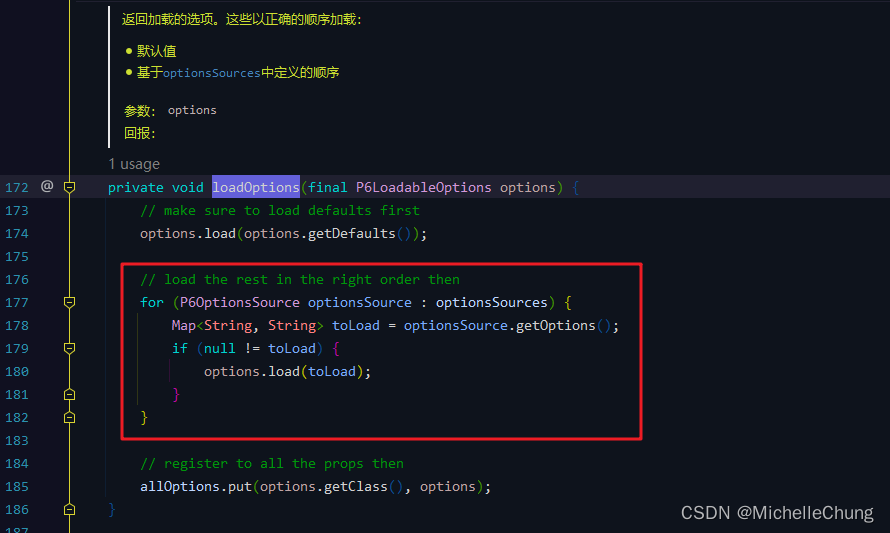 返回加载的选项。这些以正确的顺序加载:
• 默认值
• 基于optionsSources中定义的顺序
参数: options
回报:
1 usage
172 @ private void loadOptions(final P6LoadableOptions options) {
173 // make sure to load defaults first
174 options.load(options.getDefaults());
175
176 // load the rest in the right order then
177 for (P6OptionsSource optionsSource : optionsSources) {
178 Map<String, String> toLoad = optionsSource.getOptions();
179 if (null != toLoad) {
180 options.load(toLoad);
181 }
182 }
183
184 // register to all the props then
185 allOptions.put(options.getClass(), options);
186 }
187
CSDN @MichelleChung